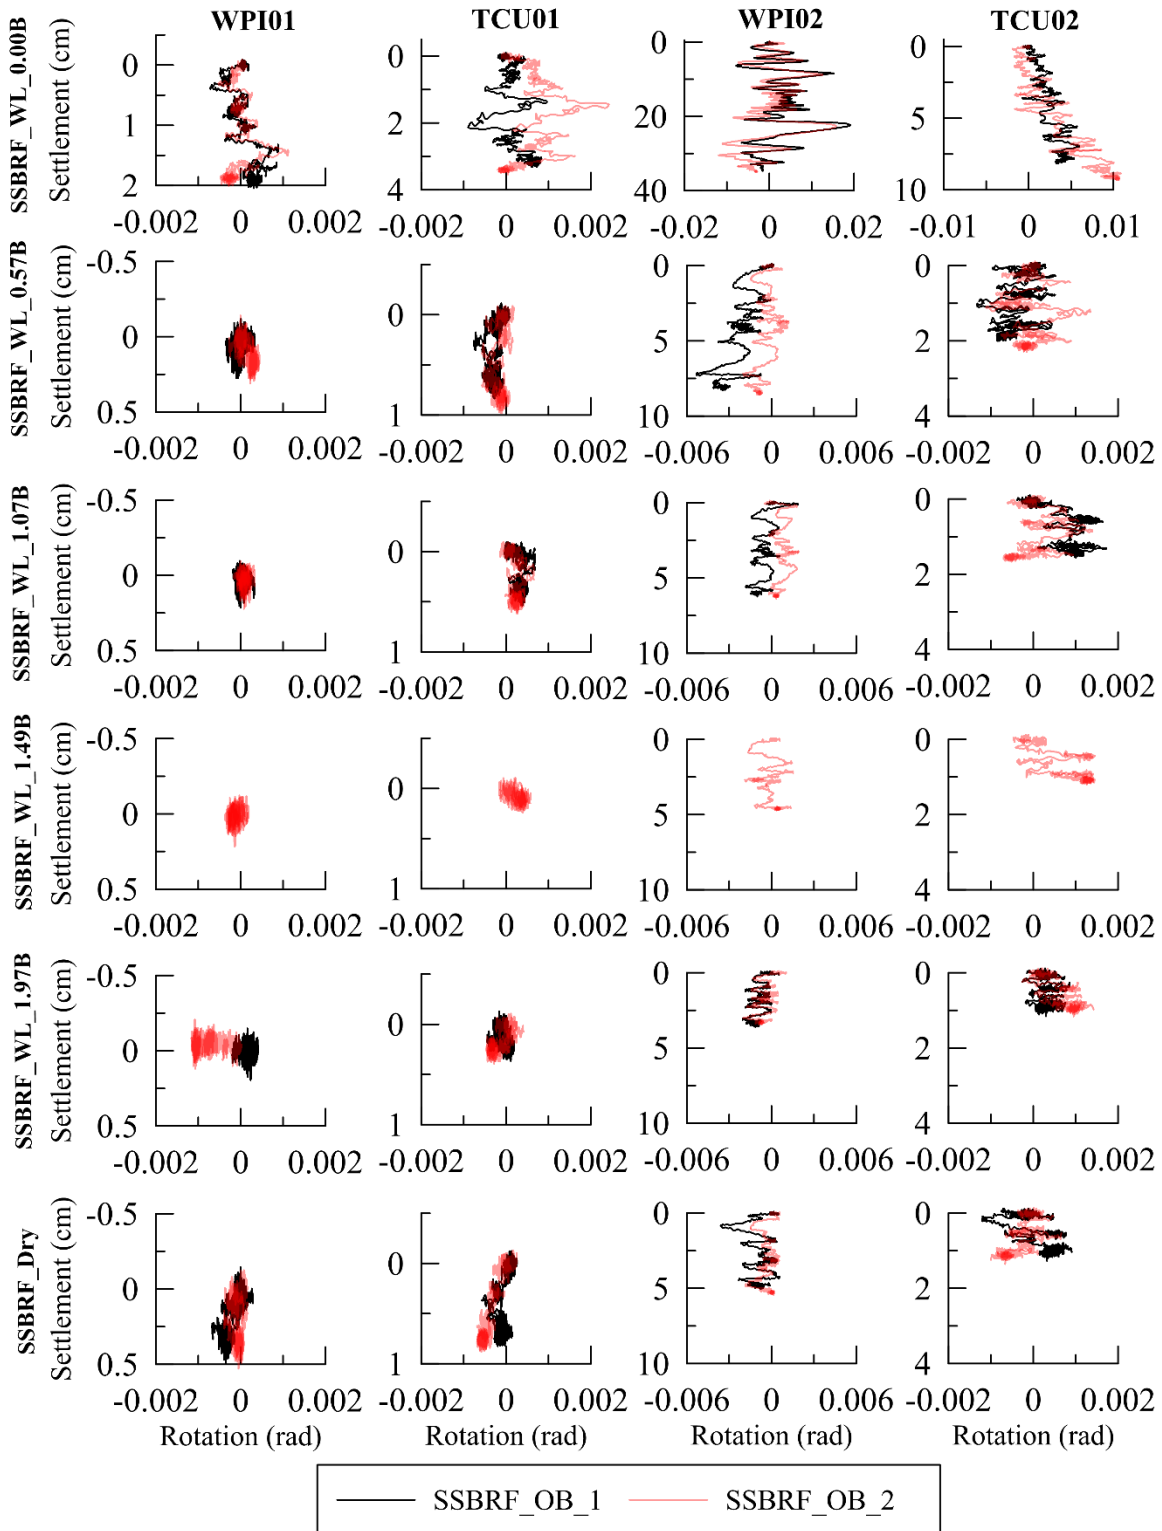 WPI01 TCU01 WPI02 TCU02
SSBRF_WL_0.00B
Settlement (cm)
0 1 2
-0.002 0 0.002
0 2 4
-0.002 0 0.002
0 20 40
-0.02 0 0.02
0 5 10
-0.01 0 0.01
SSBRF_WL_0.57B
Settlement (cm)
-0.5 0 0.5
-0.002 0 0.002
0 1
-0.002 0 0.002
0 5 10
-0.006 0 0.006
0 2 4
-0.002 0 0.002
SSBRF_WL_1.07B
Settlement (cm)
-0.5 0 0.5
-0.002 0 0.002
0 1
-0.002 0 0.002
0 5 10
-0.006 0 0.006
0 2 4
-0.002 0 0.002
SSBRF_WL_1.49B
Settlement (cm)
-0.5 0 0.5
-0.002 0 0.002
0 1
-0.002 0 0.002
0 5 10
-0.006 0 0.006
0 2 4
-0.002 0 0.002
SSBRF_WL_1.97B
Settlement (cm)
-0.5 0 0.5
-0.002 0 0.002
0 1
-0.002 0 0.002
0 5 10
-0.006 0 0.006
0 2 4
-0.002 0 0.002
SSBRF_Dry
Settlement (cm)
-0.5 0 0.5
-0.002 0 0.002
0 1
-0.002 0 0.002
0 5 10
-0.006 0 0.006
0 2 4
-0.002 0 0.002
Rotation (rad) Rotation (rad) Rotation (rad) Rotation (rad)
SSBRF_OB_1 SSBRF_OB_2